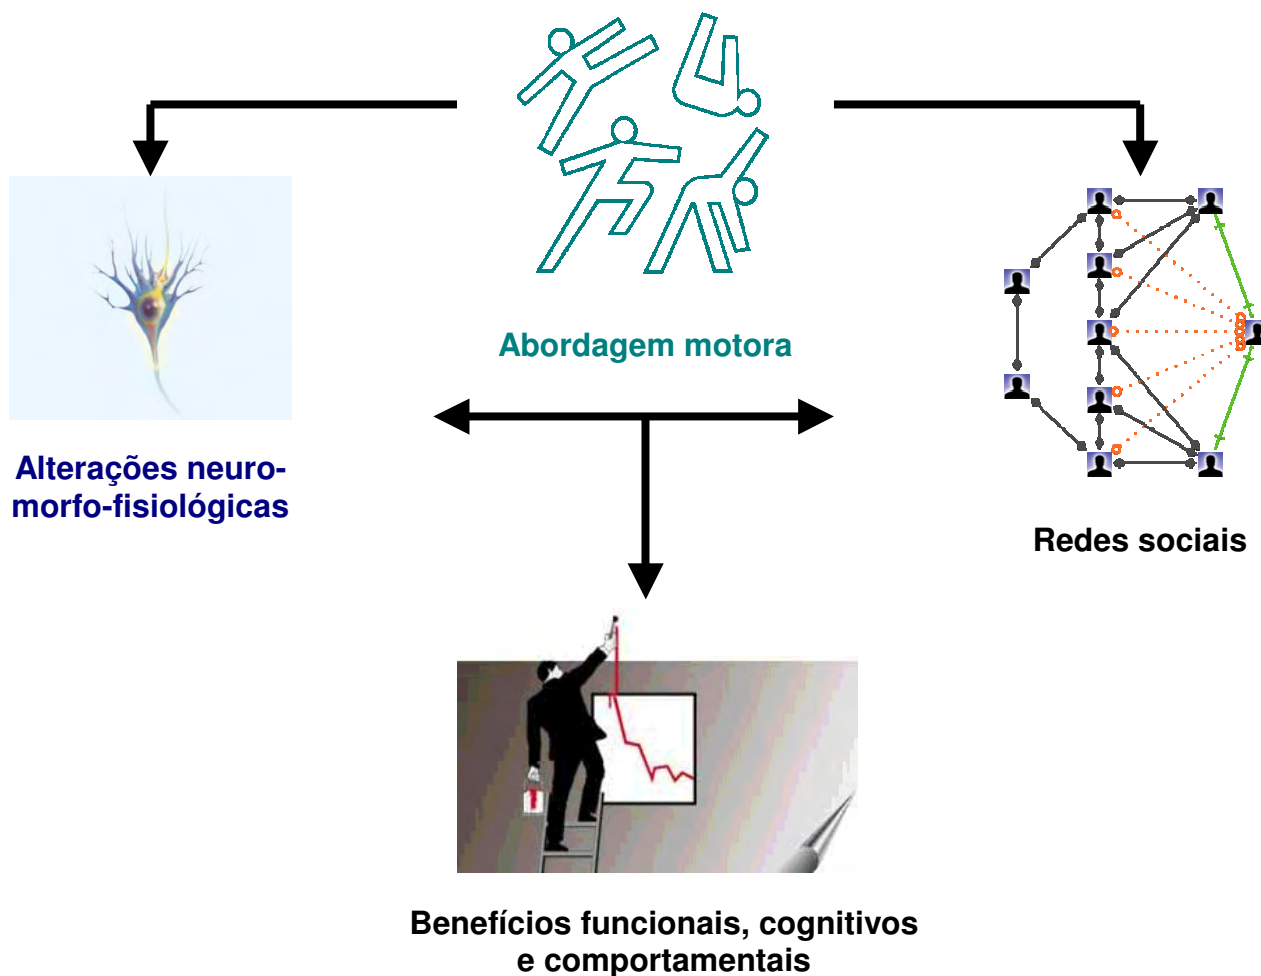 Abordagem motora
Alterações neuro-
morfo-fisiológicas
Redes sociais
Benefícios funcionais, cognitivos
e comportamentais